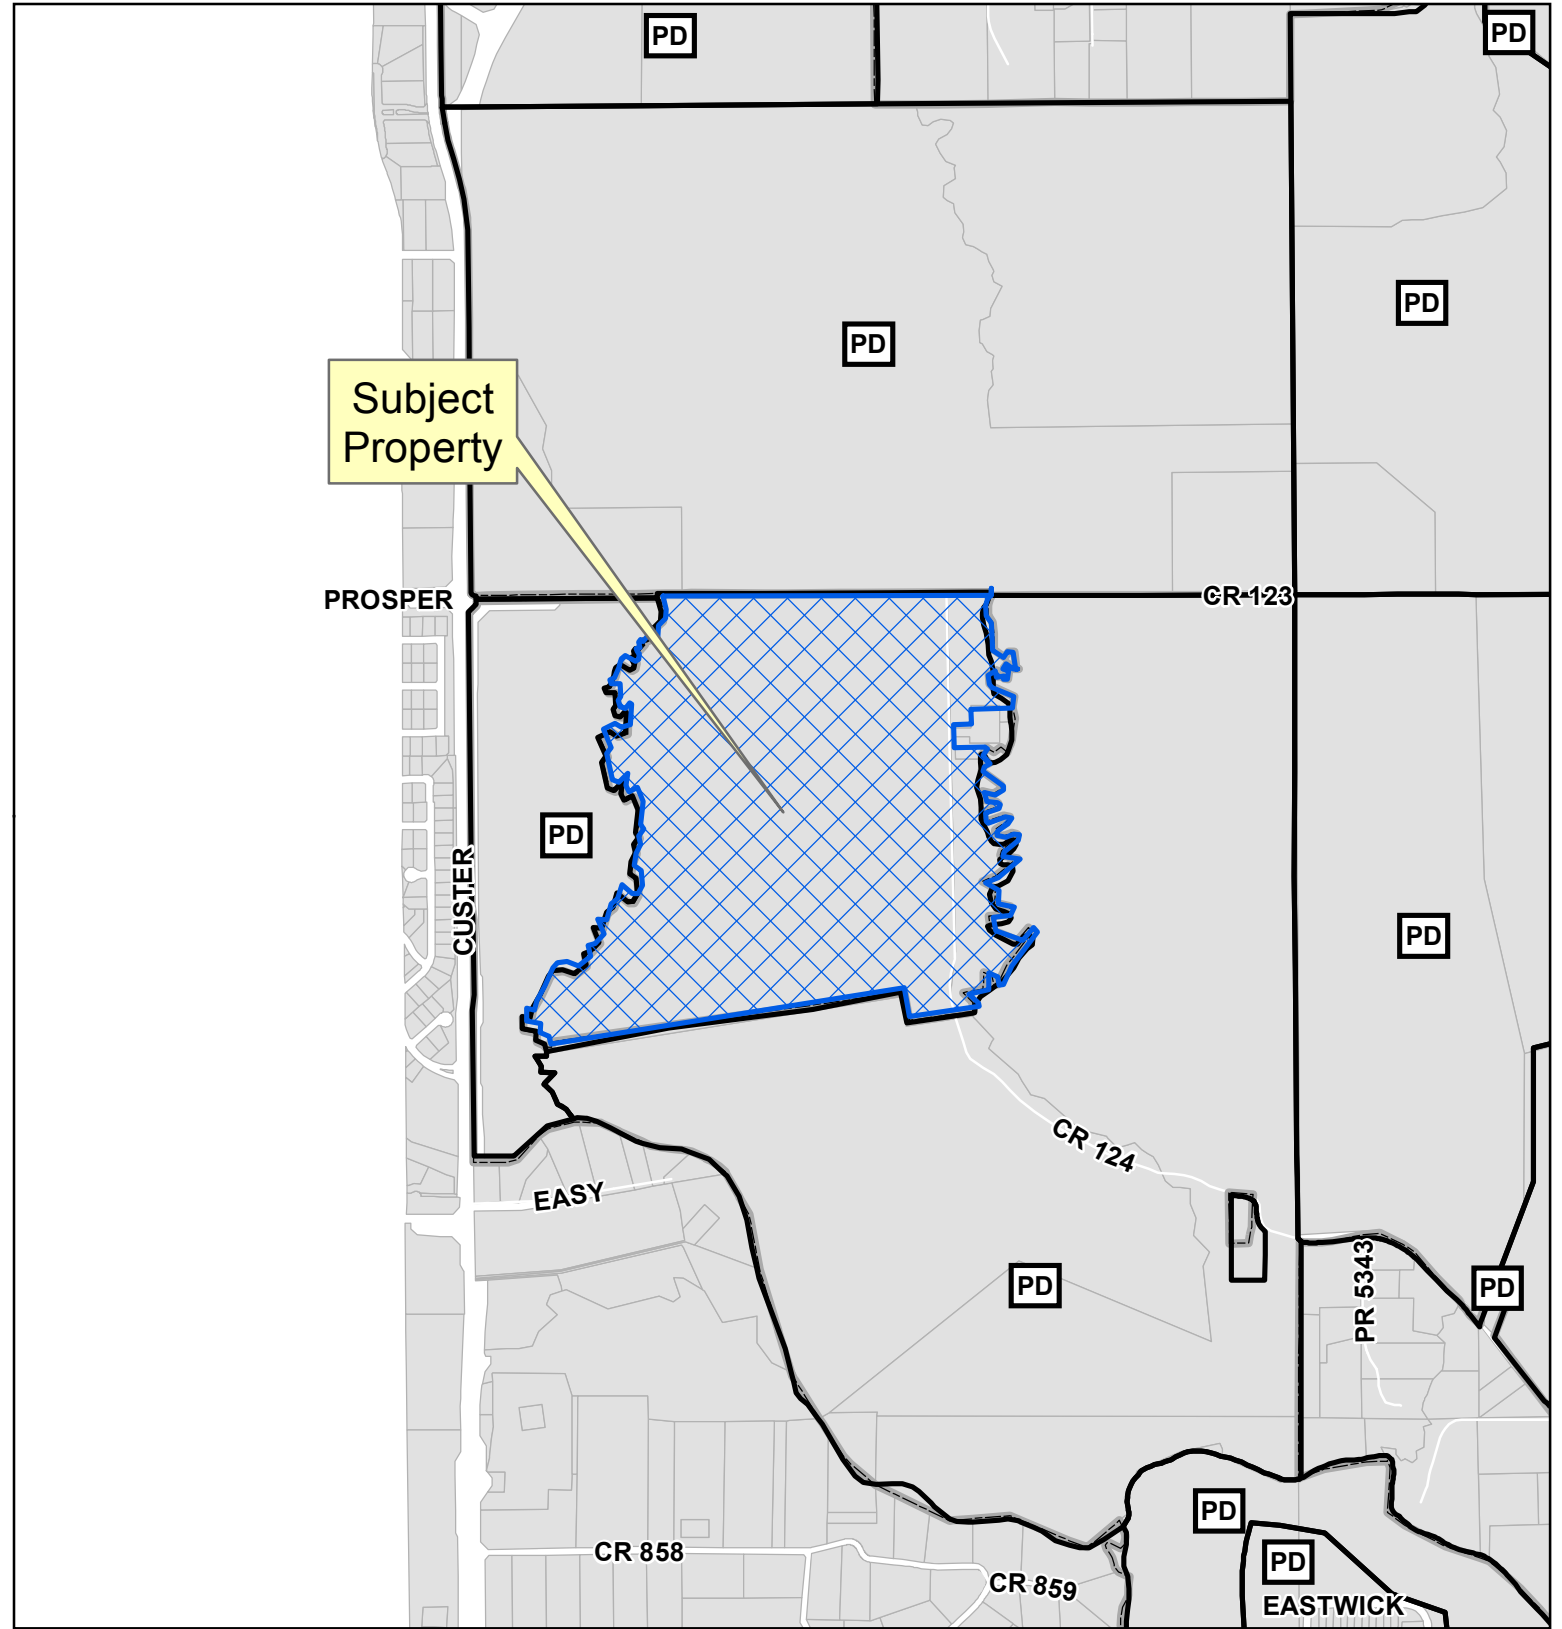 PD
PD
PD
PD
Subject
Property
PROSPER
CR 123
PD
CUSTER
PD
CR 124
EASY
PR 5343
PD
PD
PD
CR 858
PD
CR 859
EASTWICK